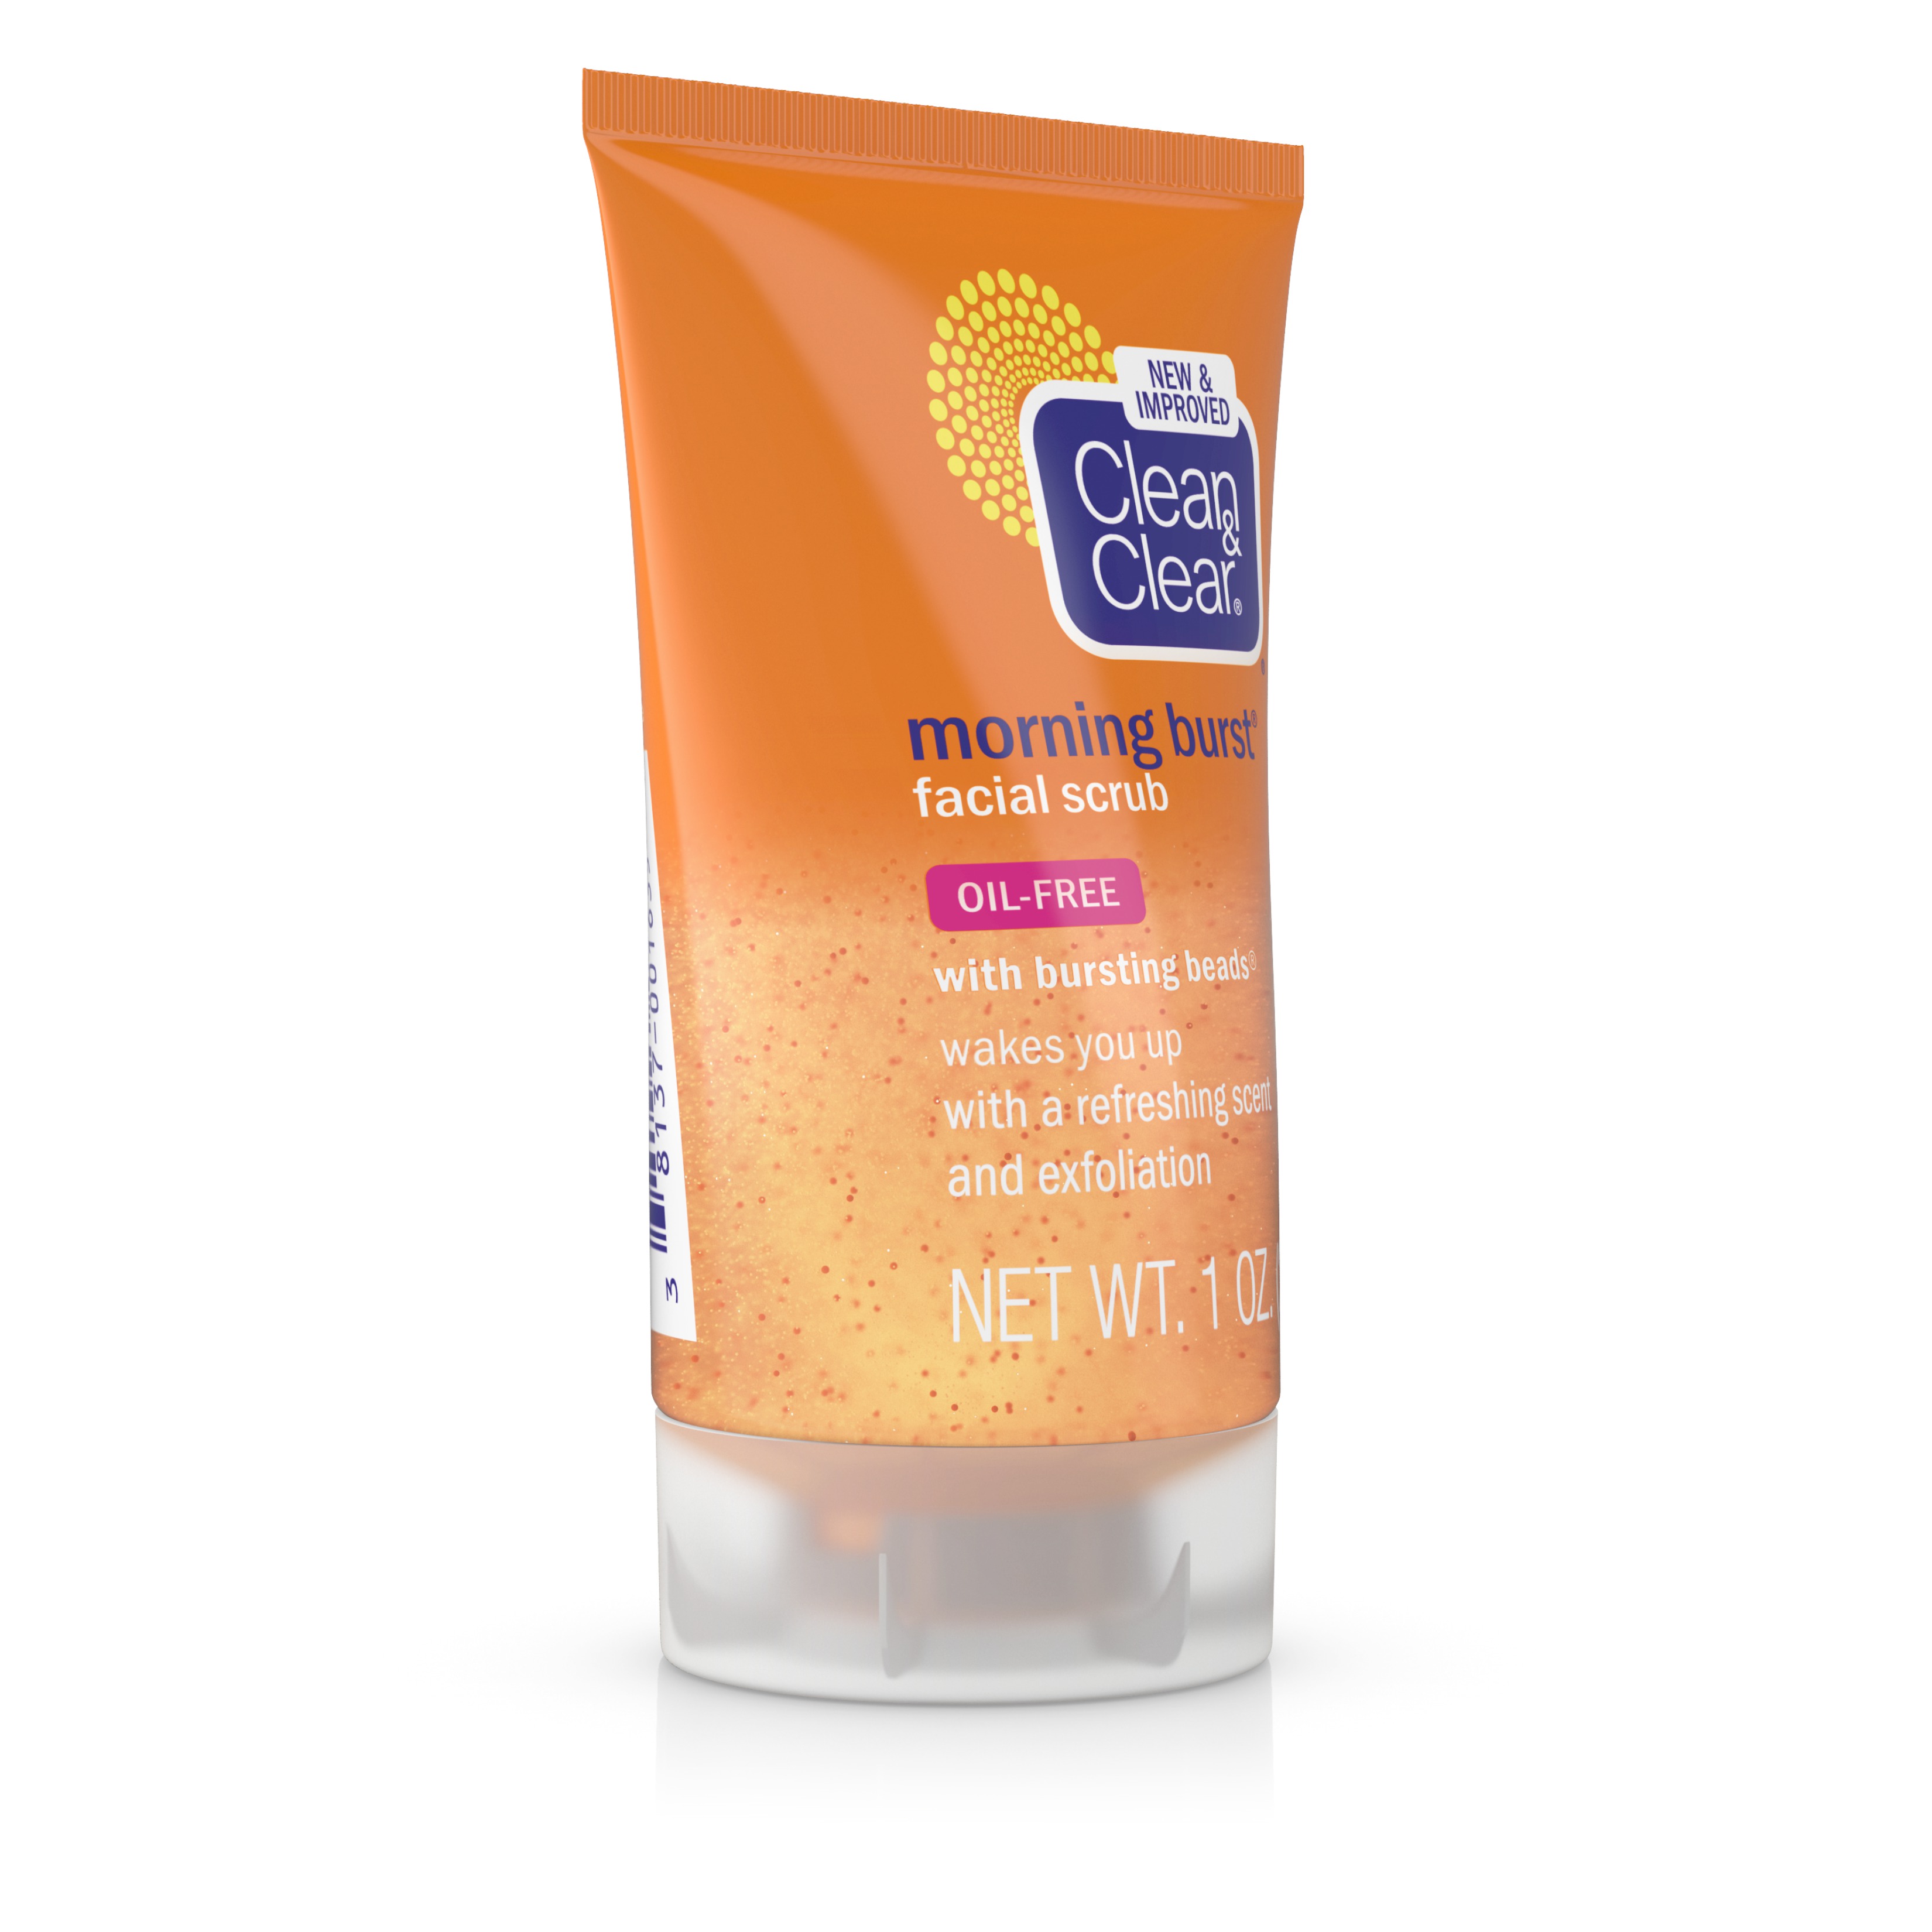 NEW &
IMPROVED
Clean
&
Clear®
morning burst®
facial scrub
OIL-FREE
with bursting beads®
wakes you up
with a refreshing scent
and exfoliation
NET WT. 1 OZ.
3